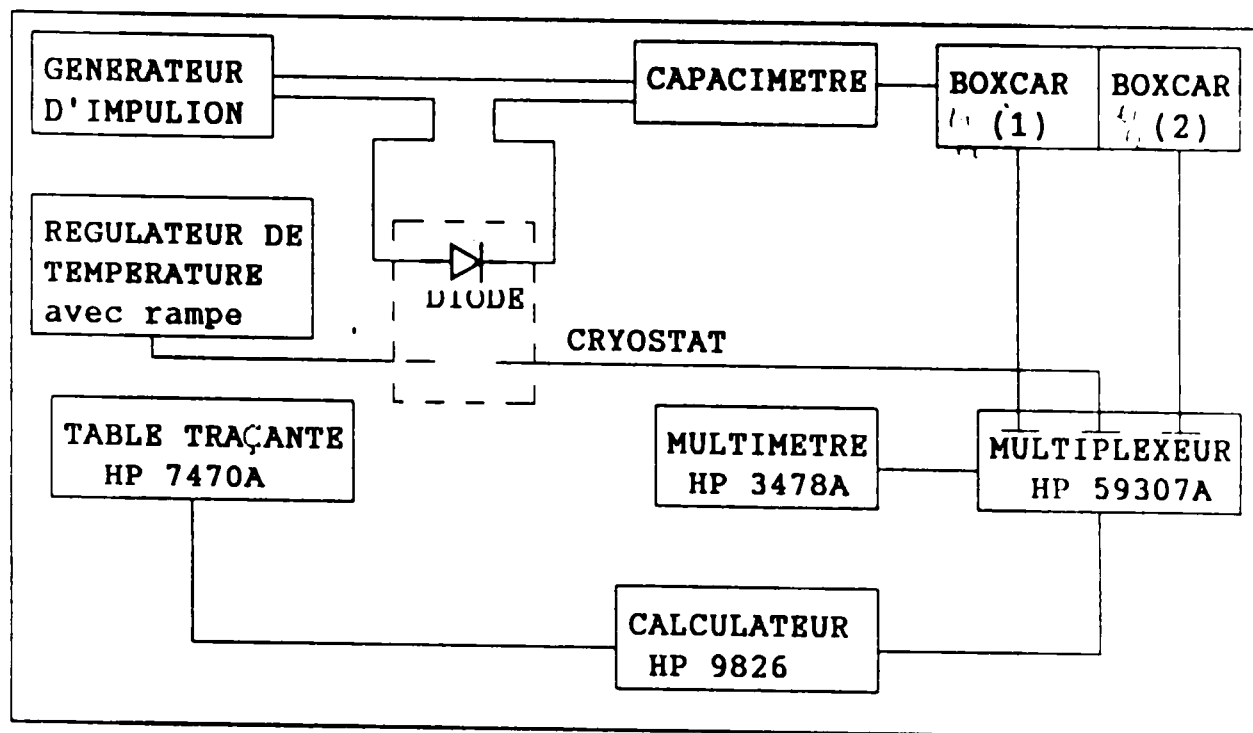 GENERATEUR
D'IMPULION
CAPACIMETRE
BOXCAR
(1)
BOXCAR
(2)
REGULATEUR DE
TEMPERATURE
avec rampe
DIODE
CRYOSTAT
TABLE TRAÇANTE
HP 7470A
MULTIMETRE
HP 3478A
MULTIPLEXEUR
HP 59307A
CALCULATEUR
HP 9826